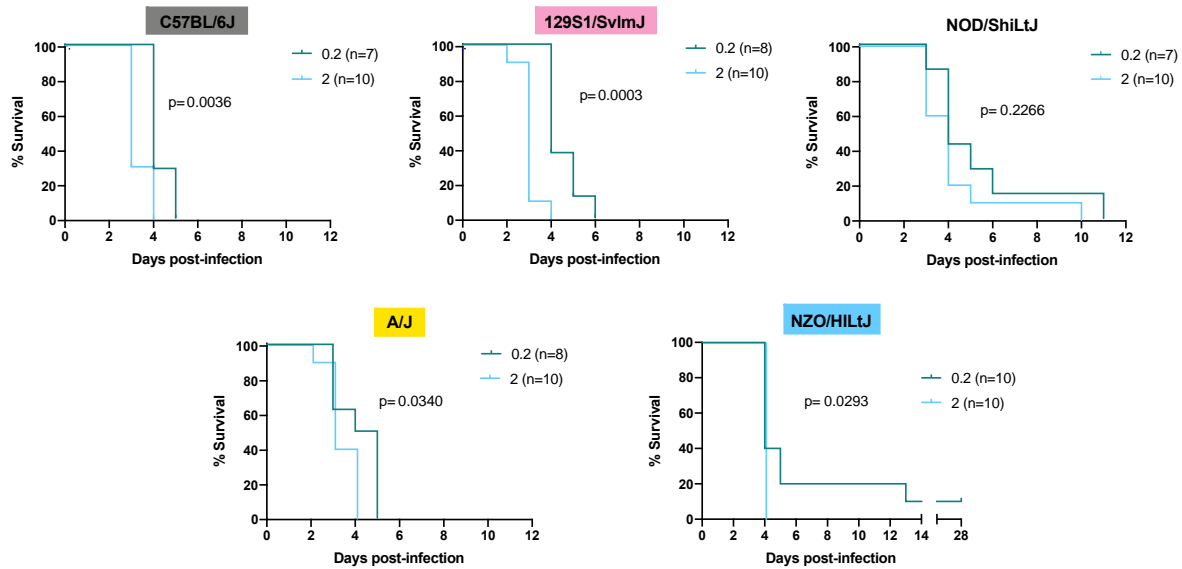 C57BL/6J
100
80
60
40
20
0
% Survival
0 2 4 6 8 10 12
Days post-infection
0.2 (n=7)
2 (n=10)
p= 0.0036
129S1/SvImJ
100
80
60
40
20
0
% Survival
0 2 4 6 8 10 12
Days post-infection
0.2 (n=8)
2 (n=10)
p= 0.0003
NOD/ShiLtJ
100
80
60
40
20
0
% Survival
0 2 4 6 8 10 12
Days post-infection
0.2 (n=7)
2 (n=10)
p= 0.2266
A/J
100
80
60
40
20
0
% Survival
0 2 4 6 8 10 12
Days post-infection
0.2 (n=8)
2 (n=10)
p= 0.0340
NZO/HILtJ
100
80
60
40
20
0
% Survival
0 2 4 6 8 10 12 14 28
Days post-infection
0.2 (n=10)
2 (n=10)
p= 0.0293